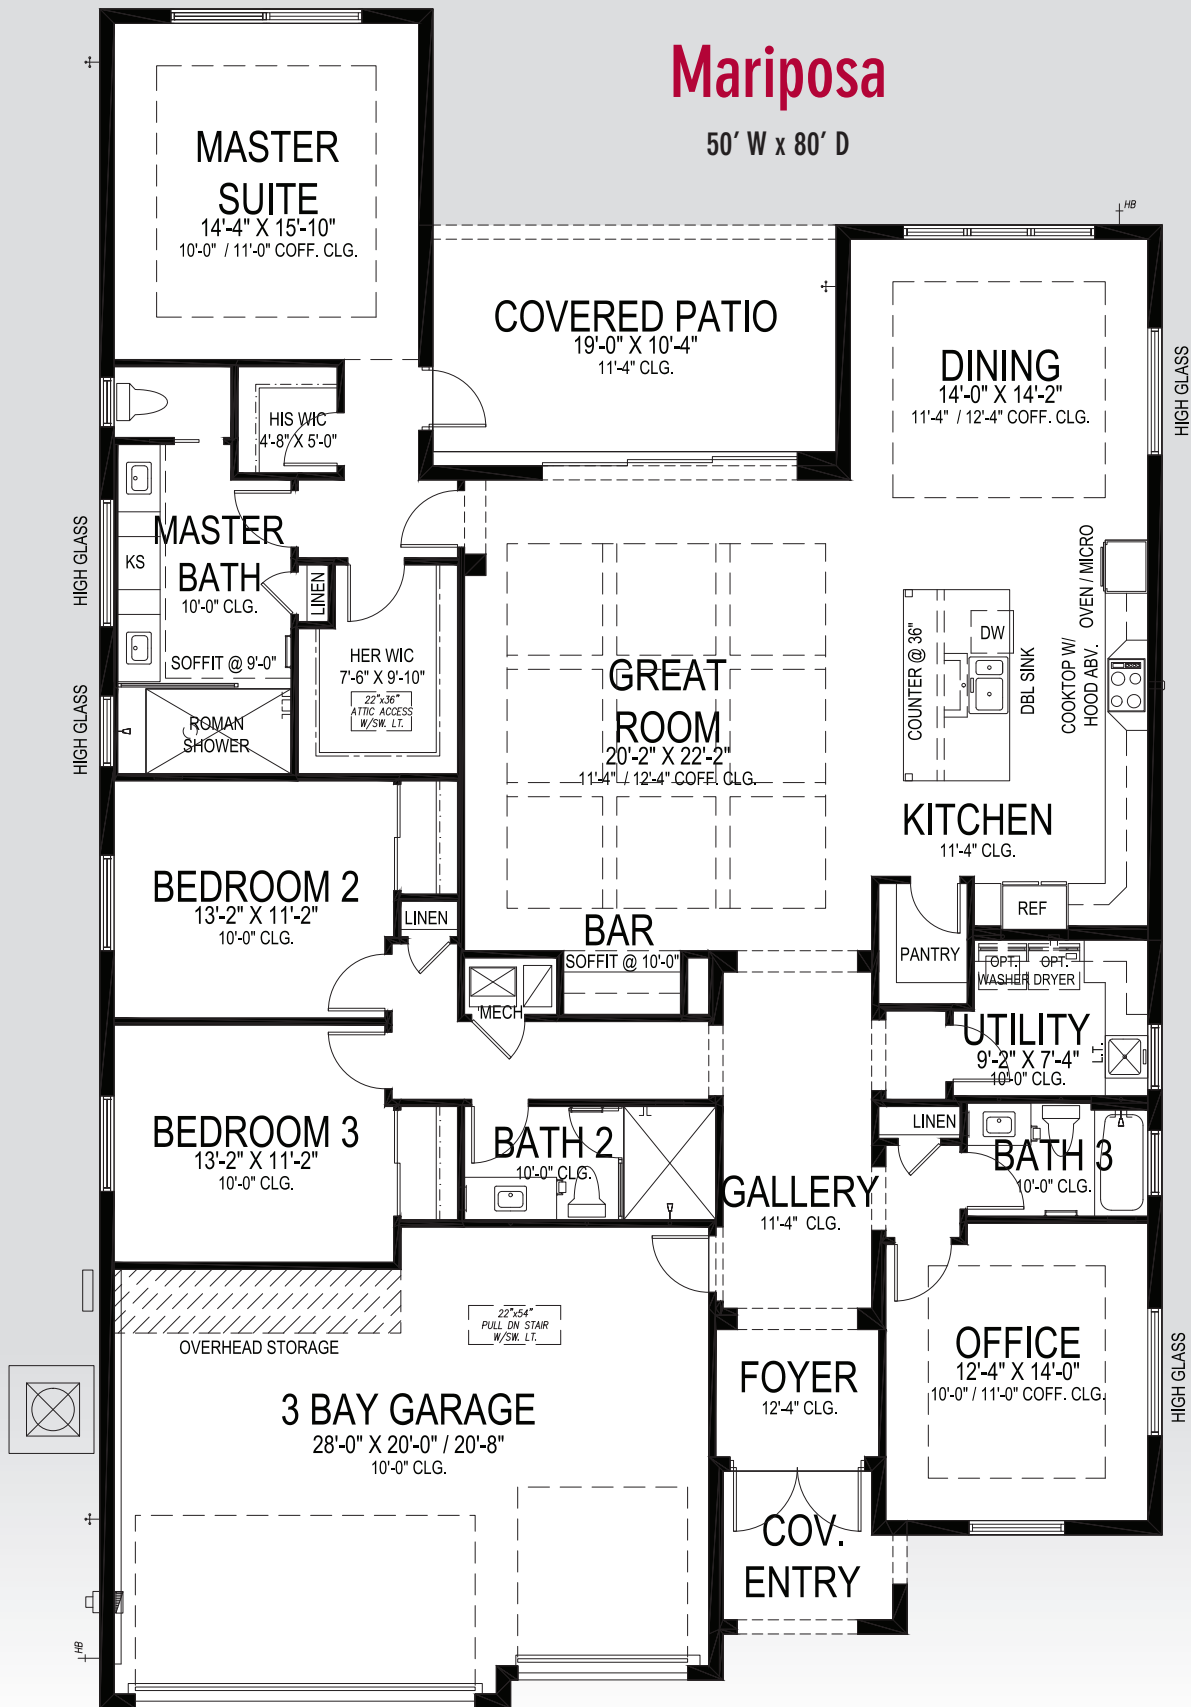 Mariposa
50' W x 80' D
MASTER
SUITE
14'-4" X 15'-10"
10'-0" / 11'-0" COFF. CLG.
HB
COVERED PATIO
19'-0" X 10'-4"
11'-4" CLG.
DINING
14'-0" X 14'-2"
11'-4" / 12'-4" COFF. CLG.
HIGH GLASS
HIS WIC
4'-8" X 5'-0"
HIGH GLASS
MASTER
BATH
10'-0" CLG.
KS
LINEN
SOFFIT @ 9'-0"
HER WIC
7'-6" X 9'-10"
22"x36"
ATTIC ACCESS
W/SW. LT.
HIGH GLASS
ROMAN
SHOWER
GREAT
ROOM
20'-2" X 22'-2"
11'-4" / 12'-4" COFF. CLG.
COUNTER @ 36"
DW
DBL SINK
OVEN / MICRO
COOKTOP W/
HOOD ABV.
KITCHEN
11'-4" CLG.
REF
PANTRY
BEDROOM 2
13'-2" X 11'-2"
10'-0" CLG.
LINEN
BAR
SOFFIT @ 10'-0"
MECH
OPT.
WASHER
OPT.
DRYER
UTILITY
9'-2" X 7'-4"
10'-0" CLG.
L.T.
BEDROOM 3
13'-2" X 11'-2"
10'-0" CLG.
BATH 2
10'-0" CLG.
LINEN
BATH 3
10'-0" CLG.
GALLERY
11'-4" CLG.
OVERHEAD STORAGE
22"x54"
PULL DN STAIR
W/SW. LT.
3 BAY GARAGE
28'-0" X 20'-0" / 20'-8"
10'-0" CLG.
FOYER
12'-4" CLG.
OFFICE
12'-4" X 14'-0"
10'-0" / 11'-0" COFF. CLG.
HIGH GLASS
COV.
ENTRY
HB